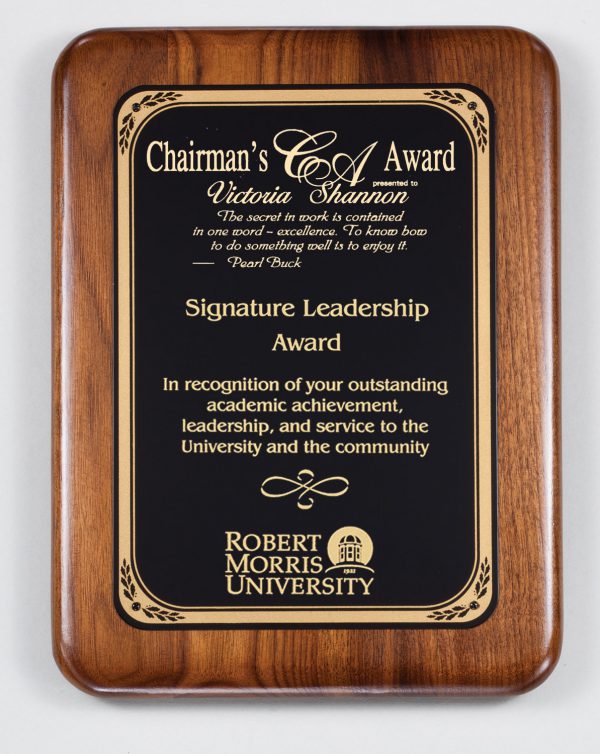 Chairman's CA Award
presented to
Victoria Shannon
The secret in work is contained
in one word – excellence. To know how
to do something well is to enjoy it.
— Pearl Buck
Signature Leadership
Award
In recognition of your outstanding
academic achievement,
leadership, and service to the
University and the community
ROBERT
MORRIS
UNIVERSITY
1921